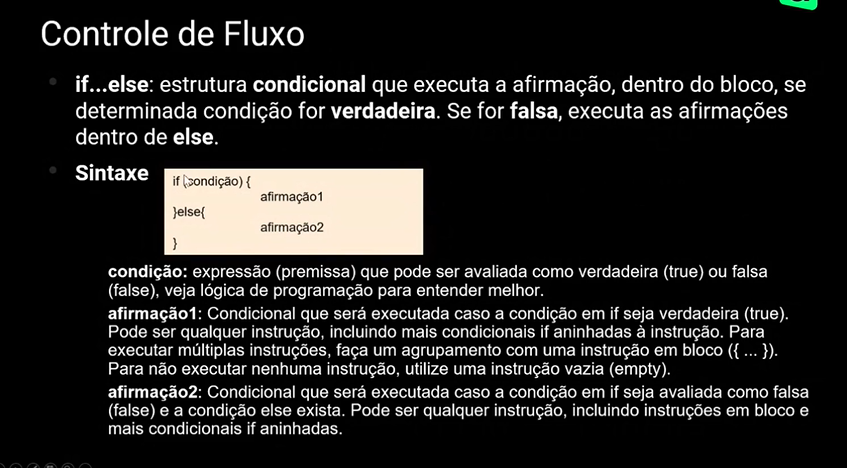 Controle de Fluxo
if...else: estrutura condicional que executa a afirmação, dentro do bloco, se
determinada condição for verdadeira. Se for falsa, executa as afirmações
dentro de else.
Sintaxe
if (condição) {
afirmação1
}else{
afirmação2
}
condição: expressão (premissa) que pode ser avaliada como verdadeira (true) ou falsa
(false), veja lógica de programação para entender melhor.
afirmação1: Condicional que será executada caso a condição em if seja verdadeira (true).
Pode ser qualquer instrução, incluindo mais condicionais if aninhadas à instrução. Para
executar múltiplas instruções, faça um agrupamento com uma instrução em bloco ({ ... }).
Para não executar nenhuma instrução, utilize uma instrução vazia (empty).
afirmação2: Condicional que será executada caso a condição em if seja avaliada como falsa
(false) e a condição else exista. Pode ser qualquer instrução, incluindo instruções em bloco e
mais condicionais if aninhadas.